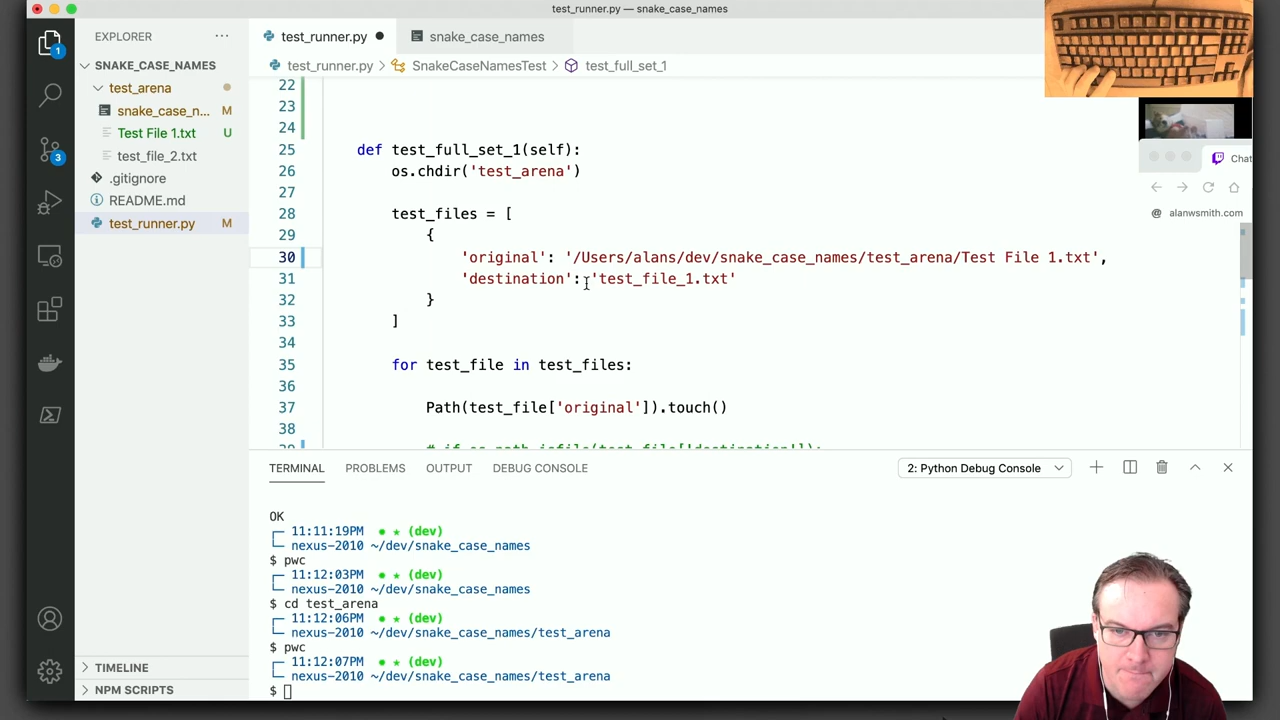 test_runner.py — snake_case_names
EXPLORER
test_runner.py
snake_case_names
SNAKE_CASE_NAMES
test_runner.py > SnakeCaseNamesTest > test_full_set_1
test_arena
snake_case_n... M
Test File 1.txt U
test_file_2.txt
.gitignore
README.md
test_runner.py M
1
3
22
23
24
25 def test_full_set_1(self):
26 os.chdir('test_arena')
27
28 test_files = [
29 {
30 'original': '/Users/alans/dev/snake_case_names/test_arena/Test File 1.txt',
31 'destination': 'test_file_1.txt'
32 }
33 ]
34
35 for test_file in test_files:
36
37 Path(test_file['original']).touch()
38
39 # if os.path.isfile(test_file['destination']):
Chat
@ alanwsmith.com
TERMINAL PROBLEMS OUTPUT DEBUG CONSOLE
2: Python Debug Console
OK
11:11:19PM ● ★ (dev)
nexus-2010 ~/dev/snake_case_names
$ pwc
11:12:03PM ● ★ (dev)
nexus-2010 ~/dev/snake_case_names
$ cd test_arena
11:12:06PM ● ★ (dev)
nexus-2010 ~/dev/snake_case_names/test_arena
$ pwc
11:12:07PM ● ★ (dev)
nexus-2010 ~/dev/snake_case_names/test_arena
$
TIMELINE
NPM SCRIPTS